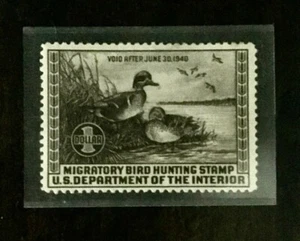 VOID AFTER JUNE 30, 1940
1
DOLLAR
MIGRATORY BIRD HUNTING STAMP
U.S. DEPARTMENT OF THE INTERIOR